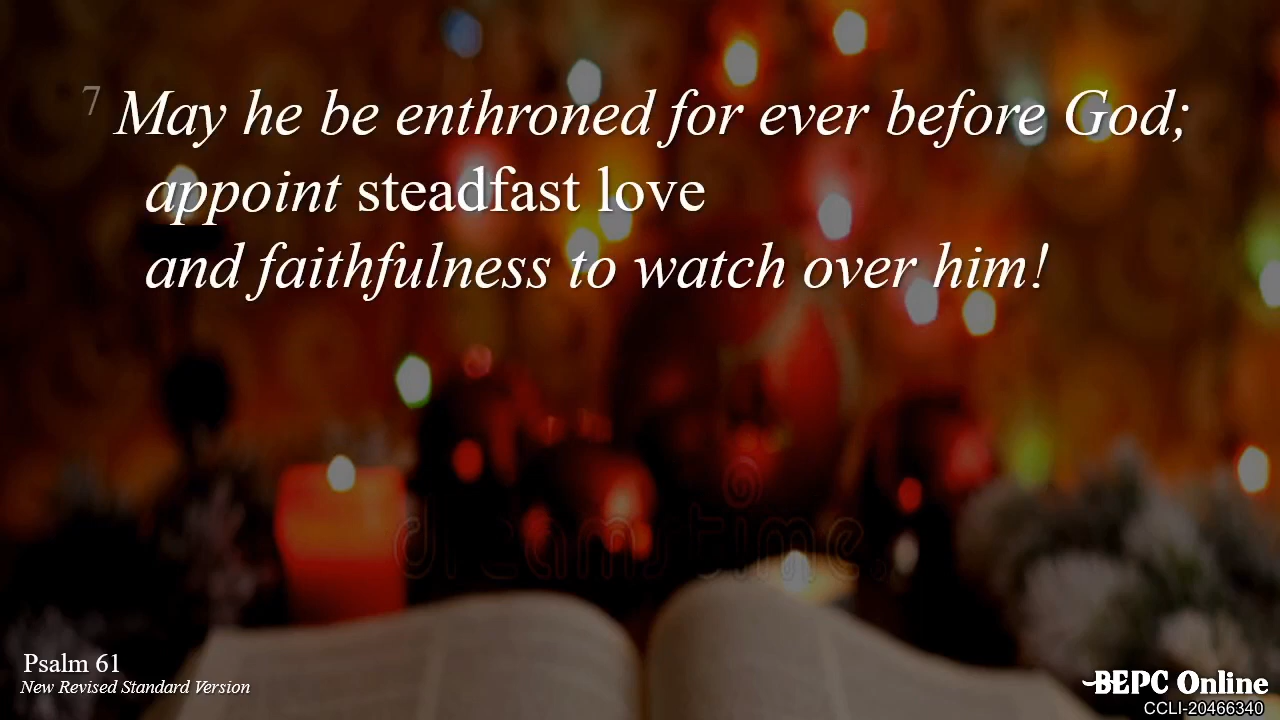 7 May he be enthroned for ever before God;
appoint steadfast love
and faithfulness to watch over him!
dreamstime.
Psalm 61
New Revised Standard Version
BEPC Online
CCLI-20466340